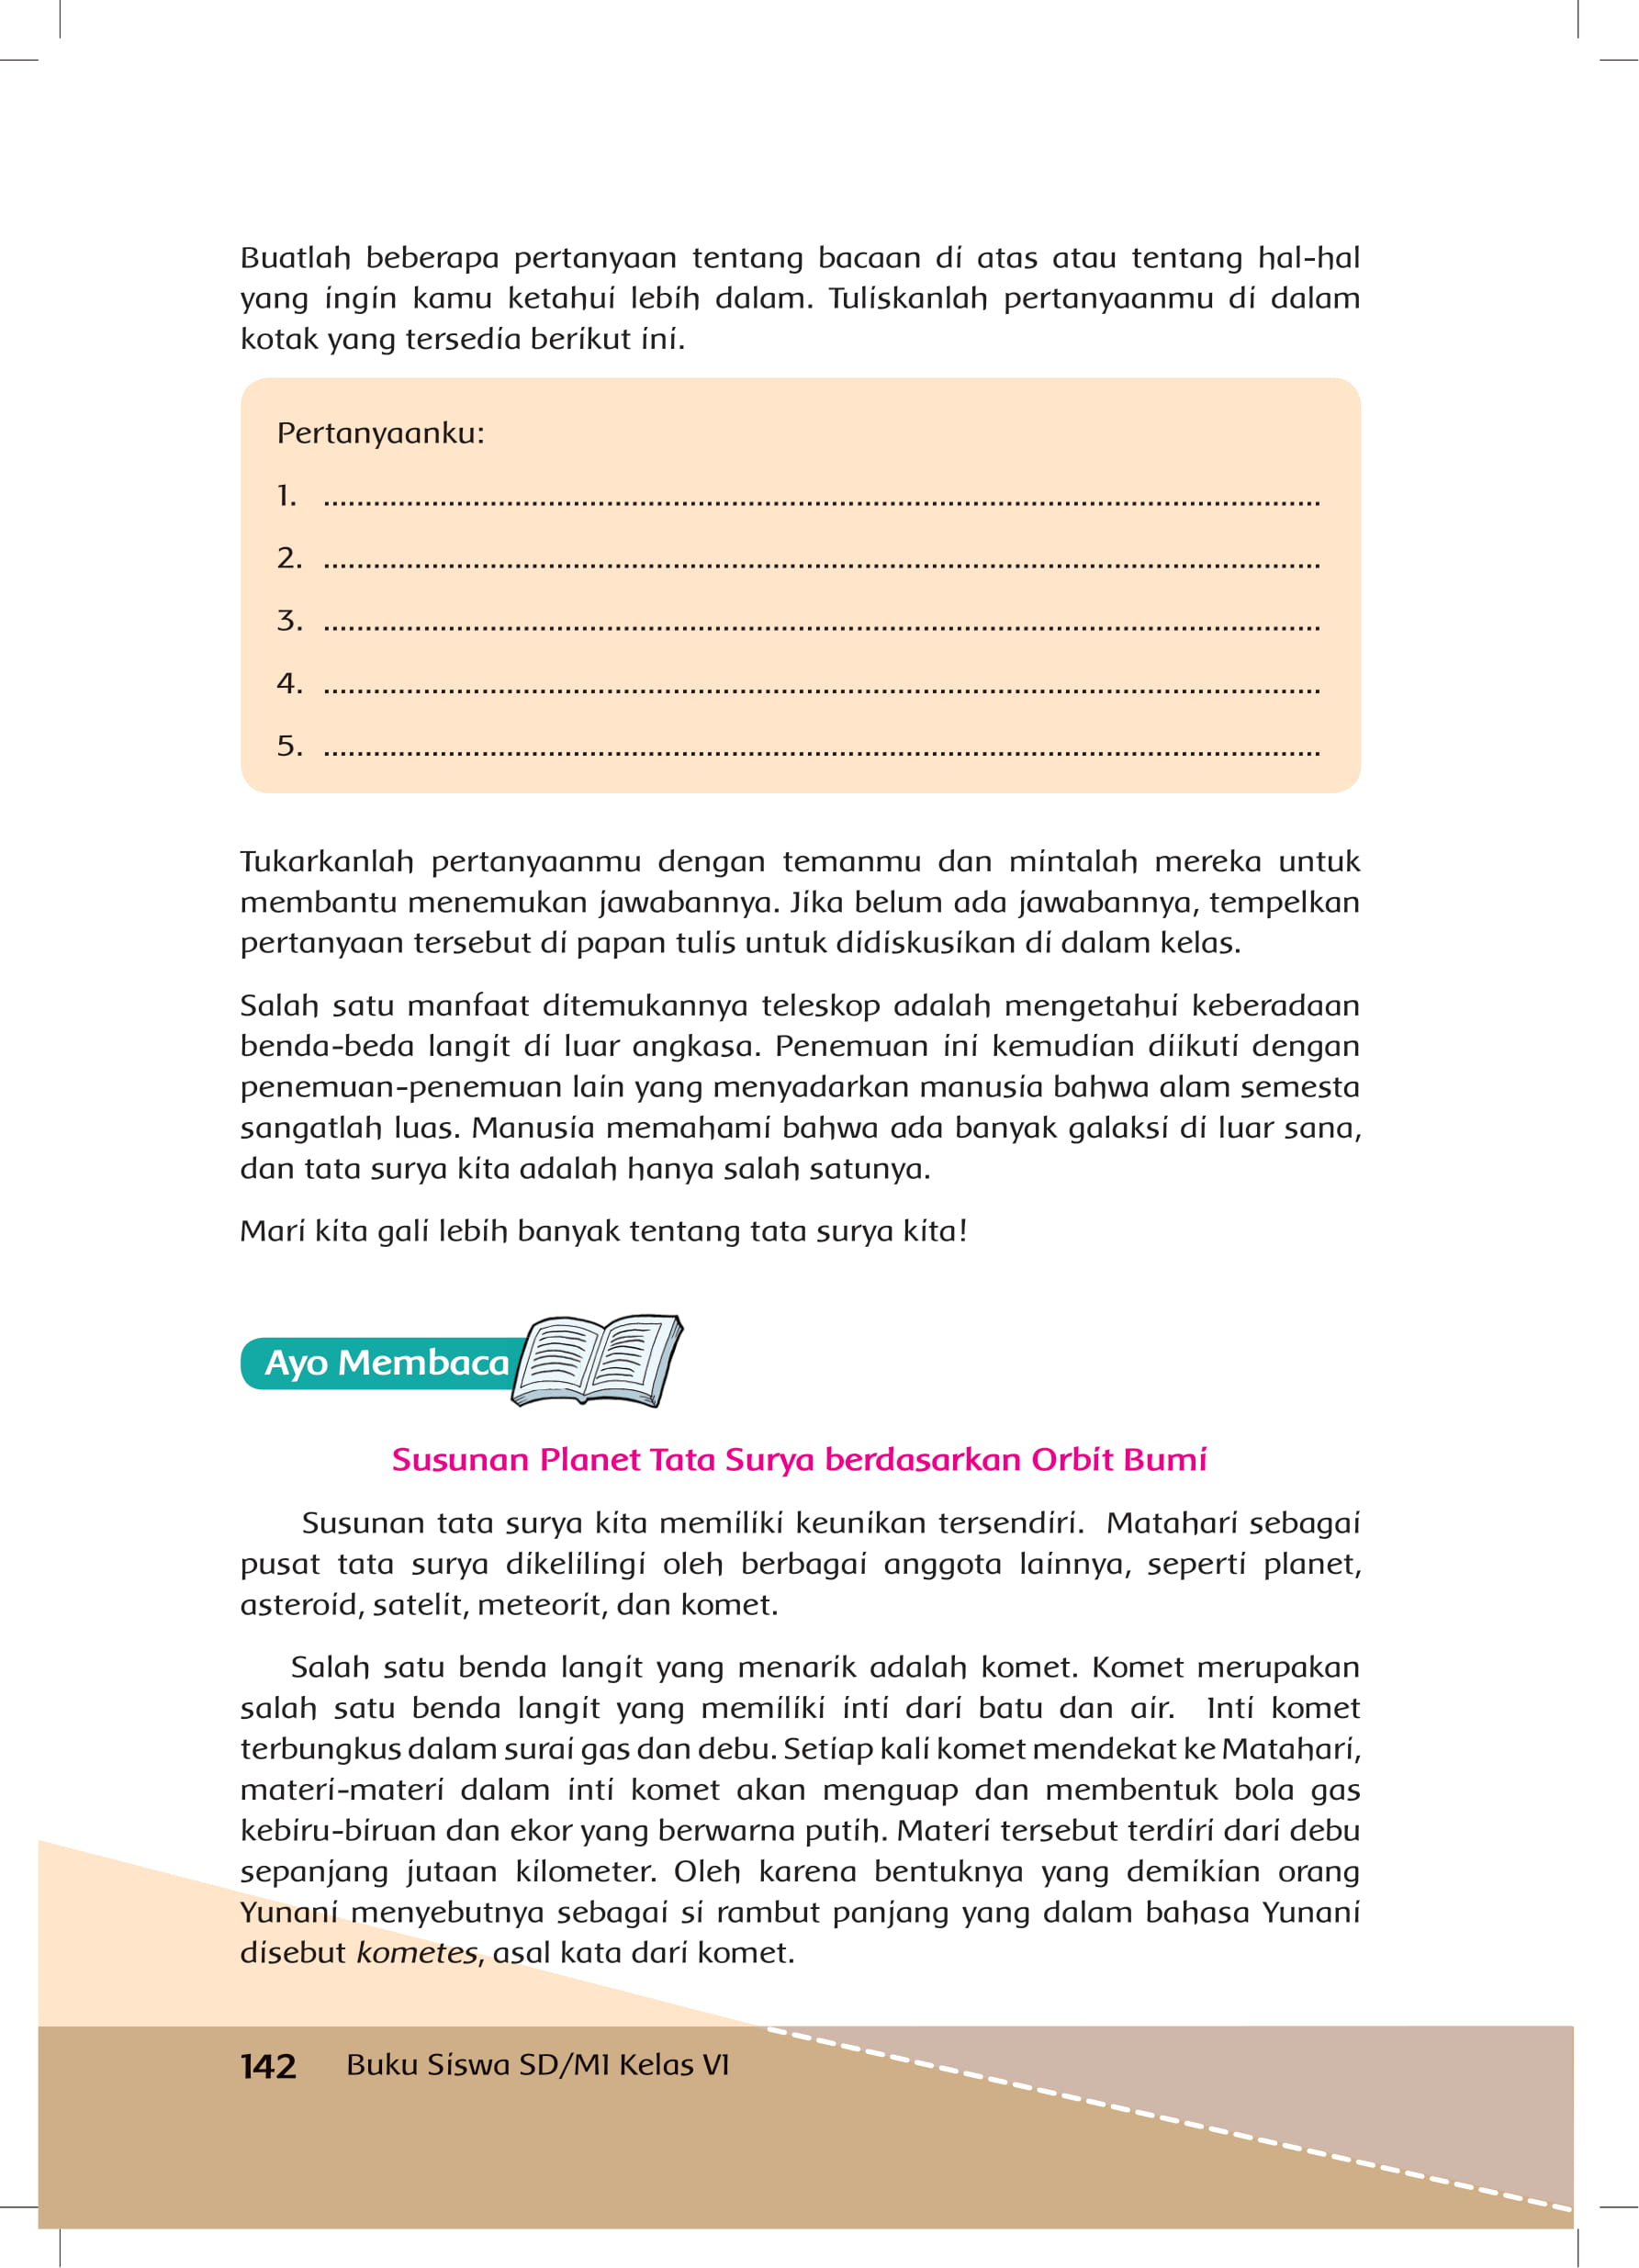 Buatlah beberapa pertanyaan tentang bacaan di atas atau tentang hal-hal
yang ingin kamu ketahui lebih dalam. Tuliskanlah pertanyaanmu di dalam
kotak yang tersedia berikut ini.
Pertanyaanku:
1. ........................................................................................................................
2. ........................................................................................................................
3. ........................................................................................................................
4. ........................................................................................................................
5. ........................................................................................................................
Tukarkanlah pertanyaanmu dengan temanmu dan mintalah mereka untuk
membantu menemukan jawabannya. Jika belum ada jawabannya, tempelkan
pertanyaan tersebut di papan tulis untuk didiskusikan di dalam kelas.
Salah satu manfaat ditemukannya teleskop adalah mengetahui keberadaan
benda-beda langit di luar angkasa. Penemuan ini kemudian diikuti dengan
penemuan-penemuan lain yang menyadarkan manusia bahwa alam semesta
sangatlah luas. Manusia memahami bahwa ada banyak galaksi di luar sana,
dan tata surya kita adalah hanya salah satunya.
Mari kita gali lebih banyak tentang tata surya kita!
Ayo Membaca
Susunan Planet Tata Surya berdasarkan Orbit Bumi
Susunan tata surya kita memiliki keunikan tersendiri. Matahari sebagai
pusat tata surya dikelilingi oleh berbagai anggota lainnya, seperti planet,
asteroid, satelit, meteorit, dan komet.
Salah satu benda langit yang menarik adalah komet. Komet merupakan
salah satu benda langit yang memiliki inti dari batu dan air. Inti komet
terbungkus dalam surai gas dan debu. Setiap kali komet mendekat ke Matahari,
materi-materi dalam inti komet akan menguap dan membentuk bola gas
kebiru-biruan dan ekor yang berwarna putih. Materi tersebut terdiri dari debu
sepanjang jutaan kilometer. Oleh karena bentuknya yang demikian orang
Yunani menyebutnya sebagai si rambut panjang yang dalam bahasa Yunani
disebut kometes, asal kata dari komet.
142 Buku Siswa SD/MI Kelas VI